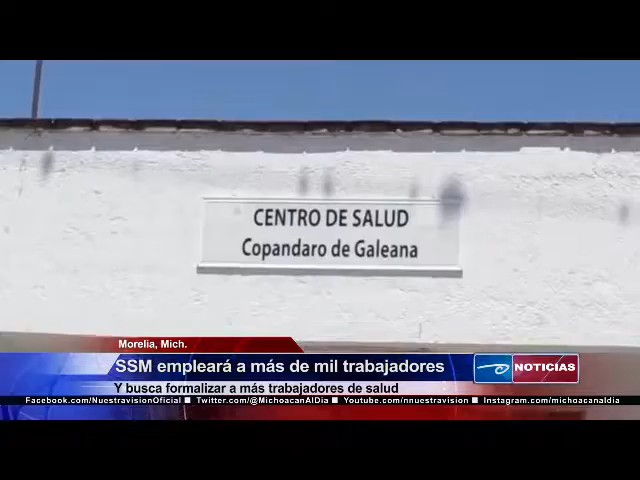 CENTRO DE SALUD
Copandaro de Galeana
Morelia, Mich.
SSM empleará a más de mil trabajadores
NOTICIAS
Y busca formalizar a más trabajadores de salud
Facebook.com/NuestravisionOficial ■ Twitter.com/@MichoacanAlDia ■ Youtube.com/nnuestravision ■ Instagram.com/michoacanaldia